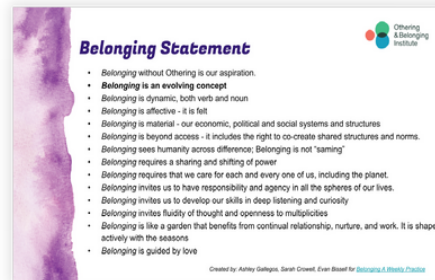 Othering
& Belonging
Institute
Belonging Statement
• Belonging without Othering is our aspiration.
• Belonging is an evolving concept
• Belonging is dynamic, both verb and noun
• Belonging is affective - it is felt
• Belonging is material - our economic, political and social systems and structures
• Belonging is beyond access - it includes the right to co-create shared structures and norms.
• Belonging sees humanity across difference; Belonging is not "saming"
• Belonging requires a sharing and shifting of power
• Belonging requires that we care for each and every one of us, including the planet.
• Belonging invites us to have responsibility and agency in all the spheres of our lives.
• Belonging invites us to develop our skills in deep listening and curiosity
• Belonging invites fluidity of thought and openness to multiplicities
• Belonging is like a garden that benefits from continual relationship, nurture, and work. It is shape
actively with the seasons
• Belonging is guided by love
Created by: Ashley Gallegos, Sarah Crowell, Evan Bissell for Belonging A Weekly Practice